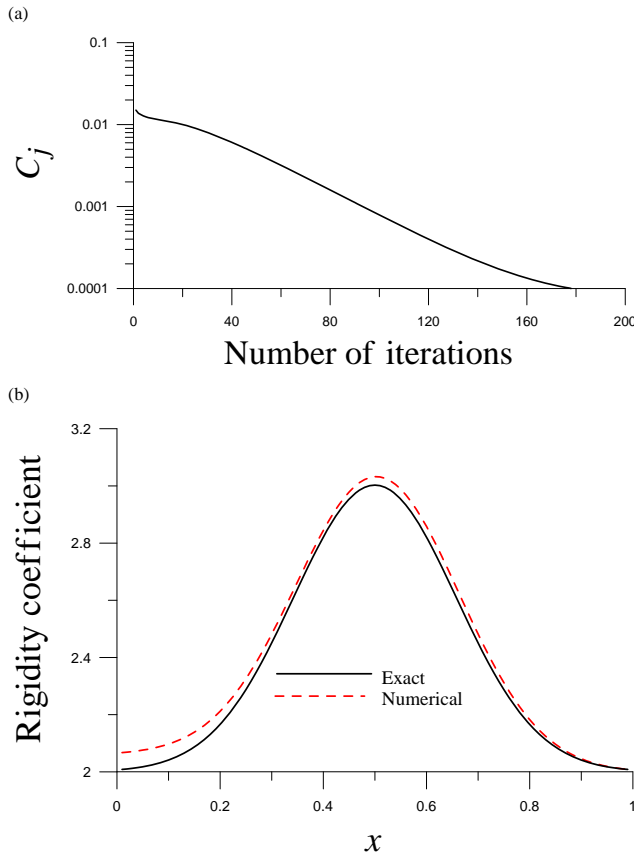 (a)
0.1
0.01
0.001
0.0001
C_j
0 40 80 120 160 200
Number of iterations
(b)
3.2
2.8
2.4
2
Rigidity coefficient
Exact
Numerical
0 0.2 0.4 0.6 0.8 1
x